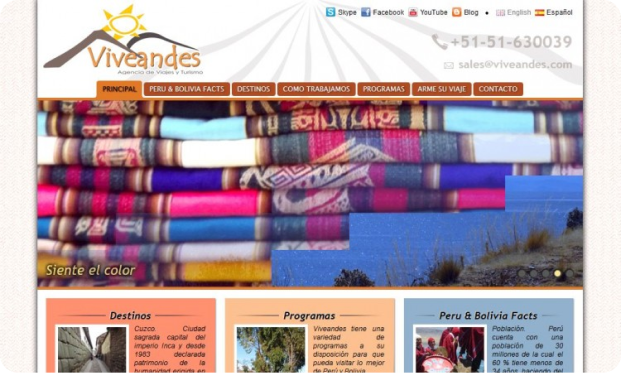 Skype Facebook YouTube Blog • English Español
Viveandes
Agencia de Viajes y Turismo
+51-51-630039
sales@viveandes.com
PRINCIPAL PERU & BOLIVIA FACTS DESTINOS COMO TRABAJAMOS PROGRAMAS ARME SU VIAJE CONTACTO
Siente el color
Destinos
Cuzco. Ciudad
sagrada capital del
imperio Inca y desde
1983 declarada
patrimonio de la
humanidad erigida en
Programas
Viveandes tiene una
variedad de
programas a su
disposición para que
pueda visitar lo mejor
de Perú y Bolivia
Peru & Bolivia Facts
Población. Perú
cuenta con una
población de 30
millones de la cual el
60 % tiene menos de
34 años, haciendo del